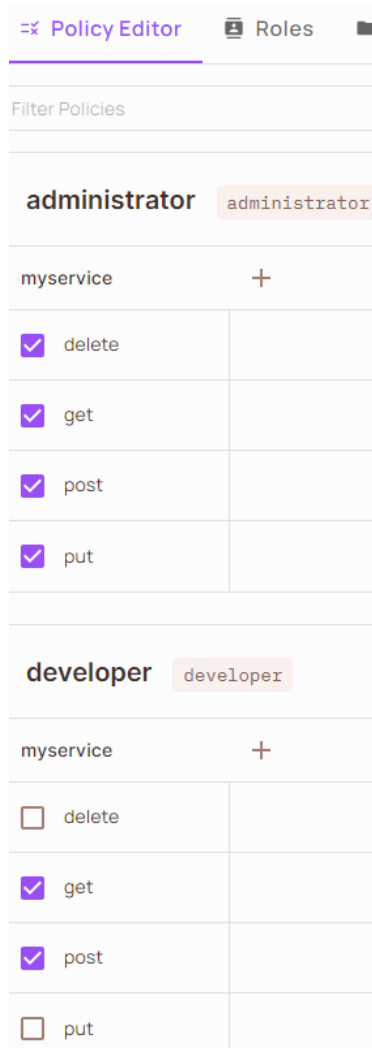 Policy Editor Roles
Filter Policies
administrator administrator
myservice +
delete
get
post
put
developer developer
myservice +
delete
get
post
put